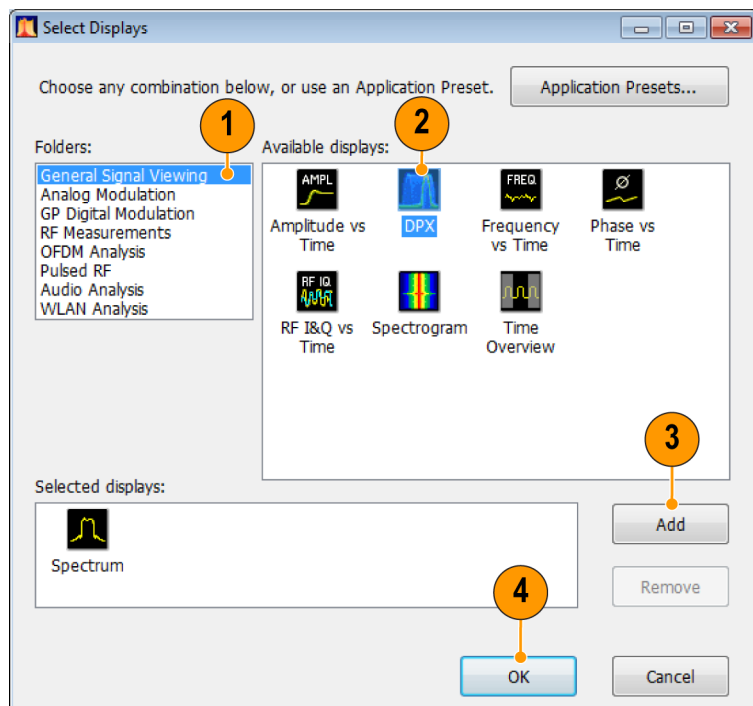 Select Displays
Choose any combination below, or use an Application Preset.
Application Presets...
1
2
Folders:
Available displays:
General Signal Viewing
Analog Modulation
GP Digital Modulation
RF Measurements
OFDM Analysis
Pulsed RF
Audio Analysis
WLAN Analysis
AMPL
FREQ
Ø
Amplitude vs
Time
DPX
Frequency
vs Time
Phase vs
Time
RF IQ
RF I&Q vs
Time
Spectrogram
Time
Overview
3
Selected displays:
Add
Spectrum
Remove
4
OK
Cancel